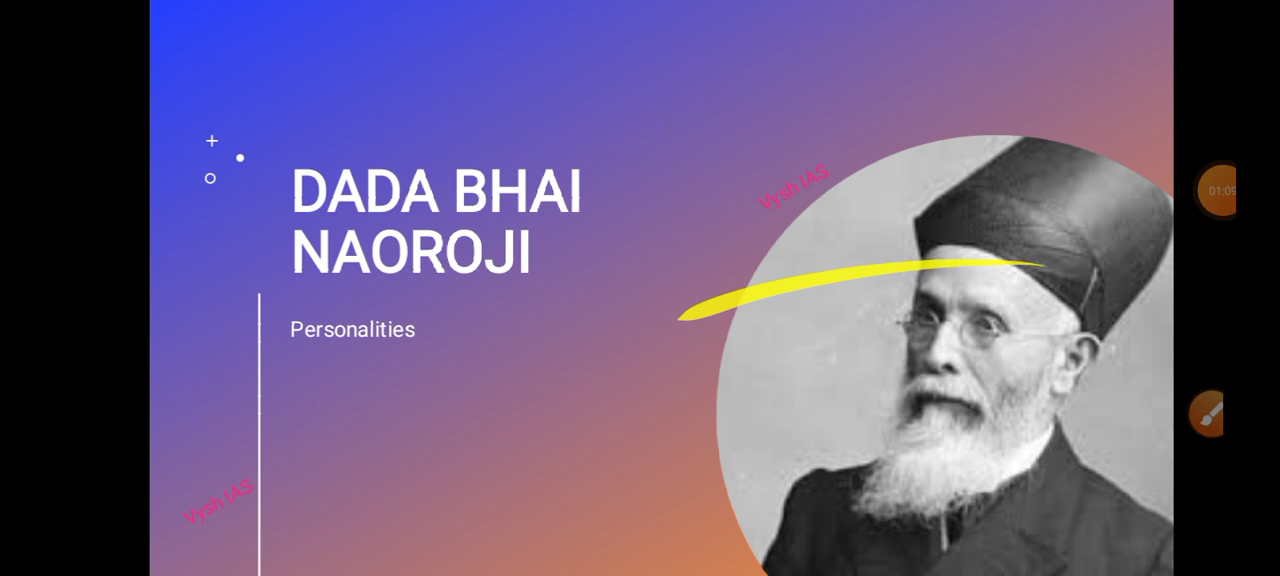 DADA BHAI
NAOROJI
Personalities
Vysh IAS
Vysh IAS
01:09